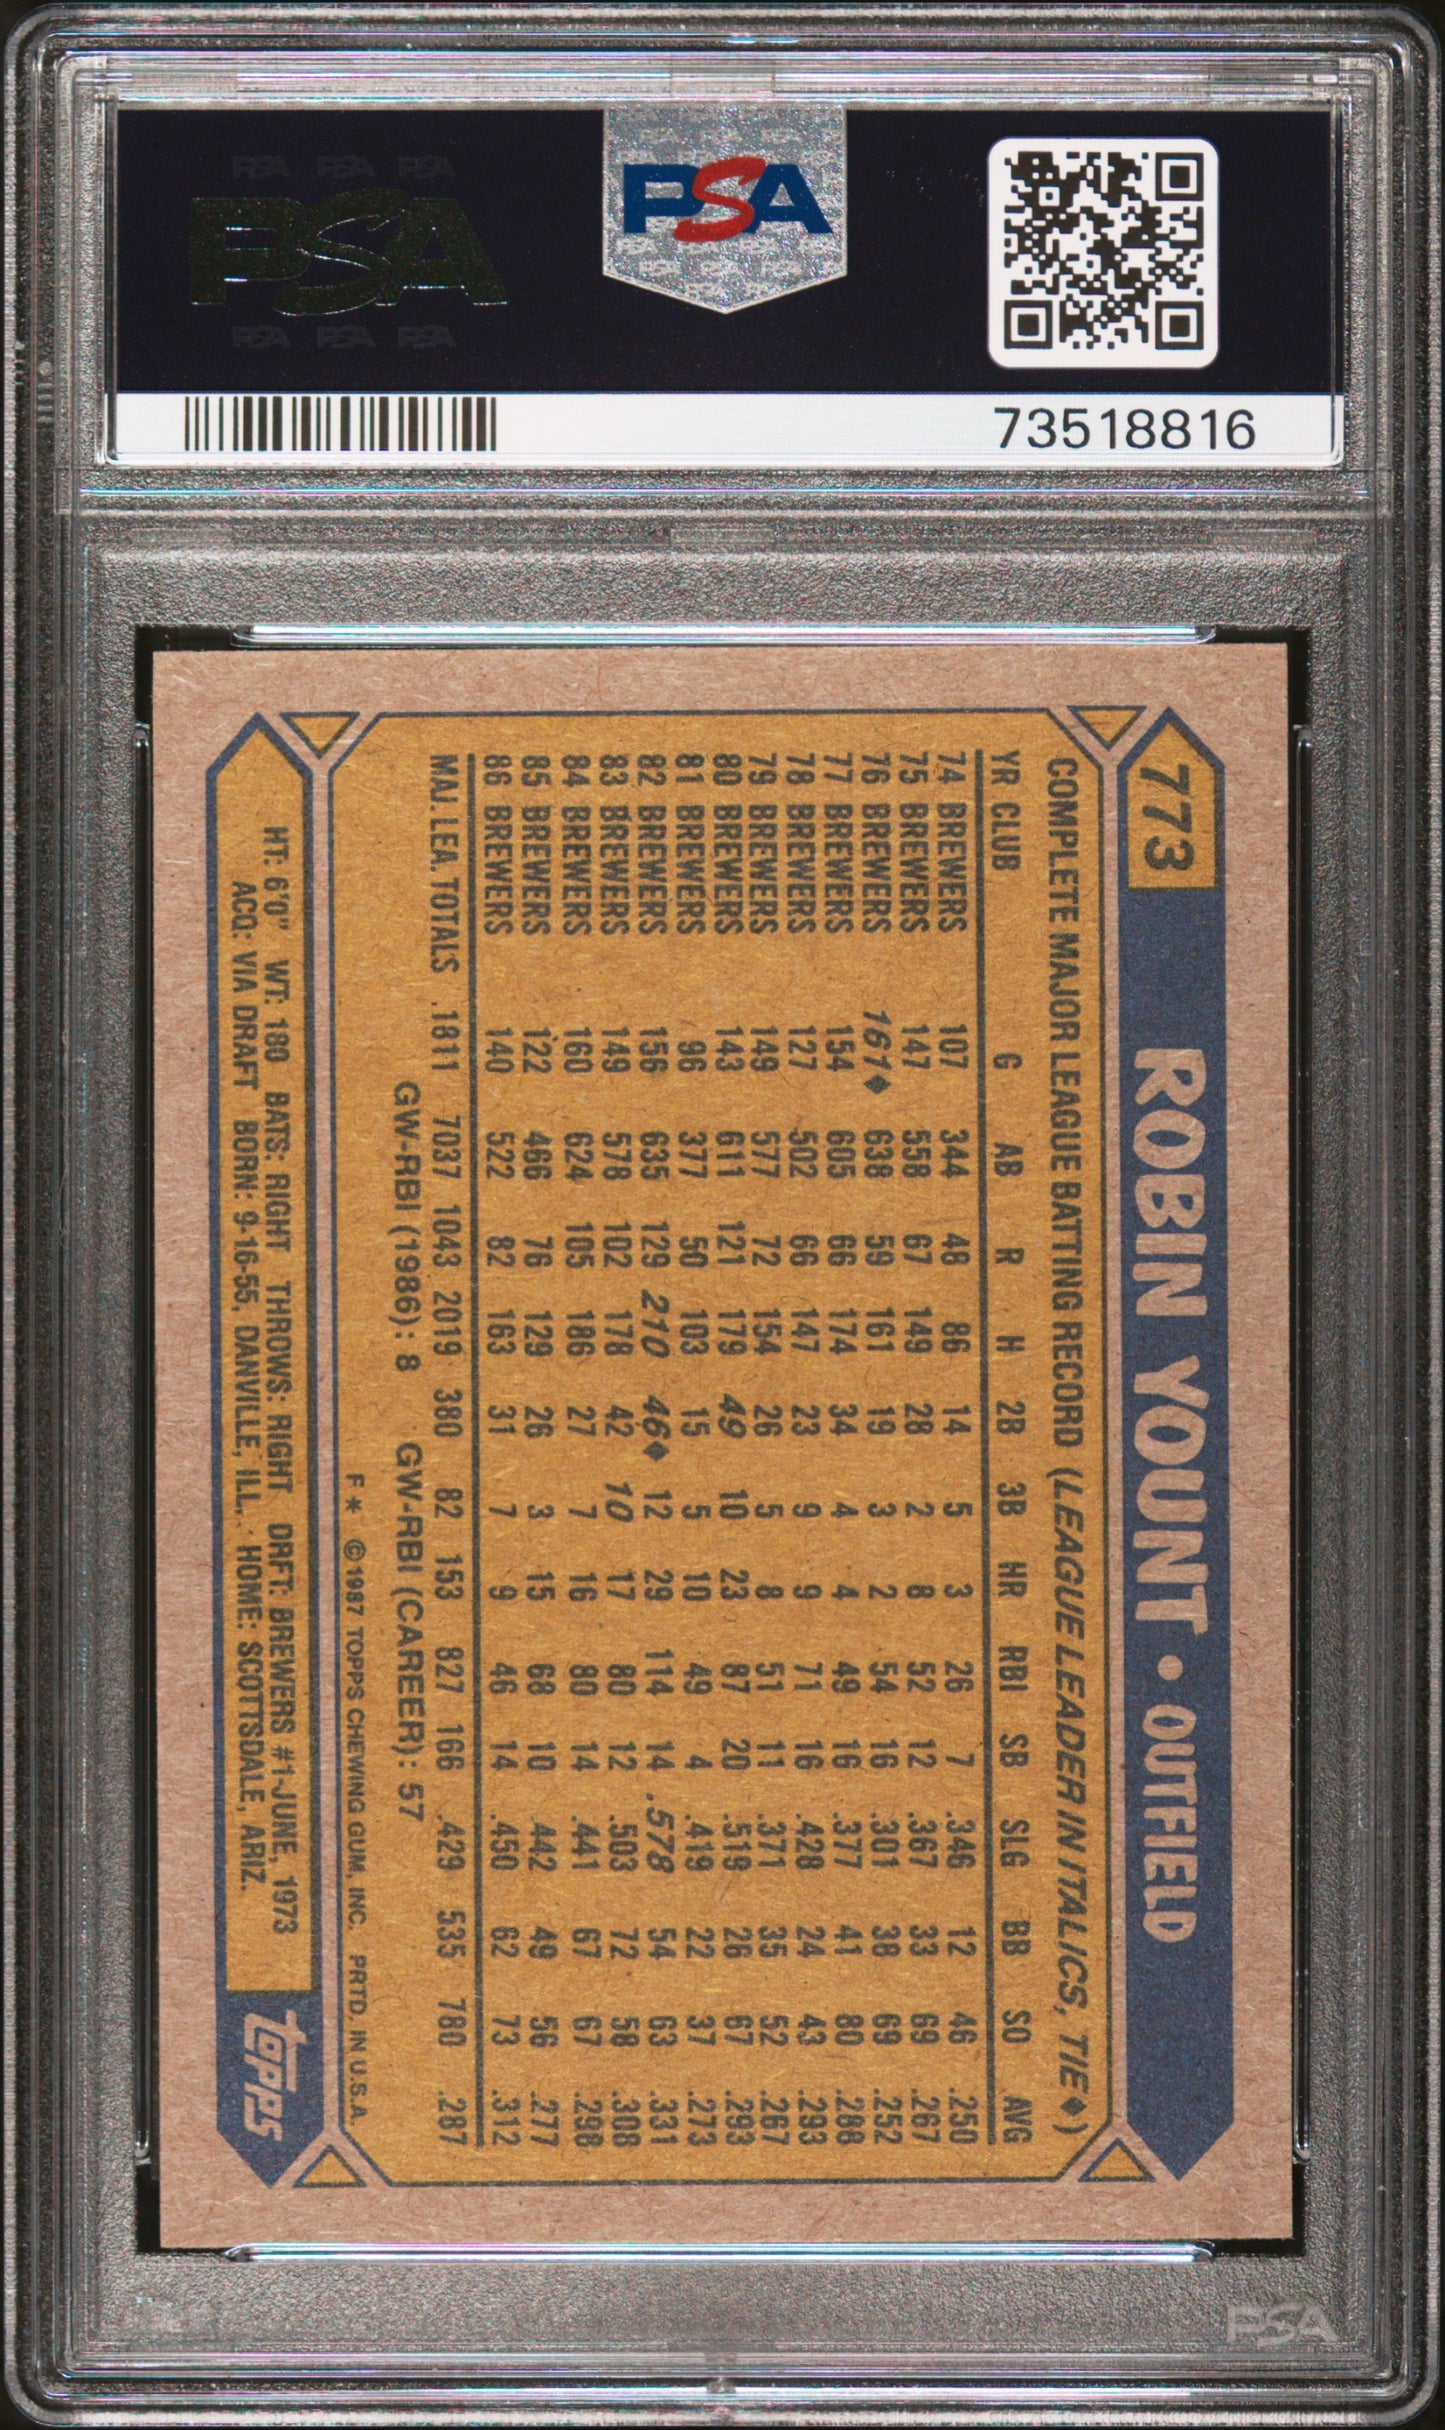 PSA PSA PSA
PSA
PSA PSA PSA
PSA
73518816
773 ROBIN YOUNT • OUTFIELD
COMPLETE MAJOR LEAGUE BATTING RECORD (LEAGUE LEADER IN ITALICS, TIE♦)
YR CLUB G AB R H 2B 3B HR RBI SB SLG BB SO AVG
74 BREWERS 107 344 48 86 14 5 3 26 7 .346 12 46 .250
75 BREWERS 147 558 67 149 28 2 8 52 12 .367 33 69 .267
76 BREWERS 161♦ 638 59 161 19 3 2 54 16 .301 38 69 .252
77 BREWERS 154 605 66 174 34 4 4 49 16 .377 41 80 .288
78 BREWERS 127 502 66 147 23 9 9 71 16 .428 24 43 .293
79 BREWERS 149 577 72 154 26 5 8 51 11 .371 35 52 .267
80 BREWERS 143 611 121 179 49 10 23 87 20 .519 26 67 .293
81 BREWERS 96 377 50 103 15 5 10 49 4 .419 22 37 .273
82 BREWERS 156 635 129 210 46♦ 12 29 114 14 .578 54 63 .331
83 BREWERS 149 578 102 178 42 10 17 80 12 .503 72 58 .308
84 BREWERS 160 624 105 186 27 7 16 80 14 .441 67 67 .298
85 BREWERS 122 466 76 129 26 3 15 68 10 .442 49 56 .277
86 BREWERS 140 522 82 163 31 7 9 46 14 .450 62 73 .312
MAJ. LEA. TOTALS .1811 7037 1043 2019 380 82 153 827 166 .429 535 780 .287
GW-RBI (1986): 8 GW-RBI (CAREER): 57
F* © 1987 TOPPS CHEWING GUM, INC. PRTD. IN U.S.A.
HT: 6'0" WT: 180 BATS: RIGHT THROWS: RIGHT DRFT: BREWERS #1-JUNE, 1973
ACQ: VIA DRAFT BORN: 9-16-55, DANVILLE, ILL. HOME: SCOTTSDALE, ARIZ.
TOPPS
PSA